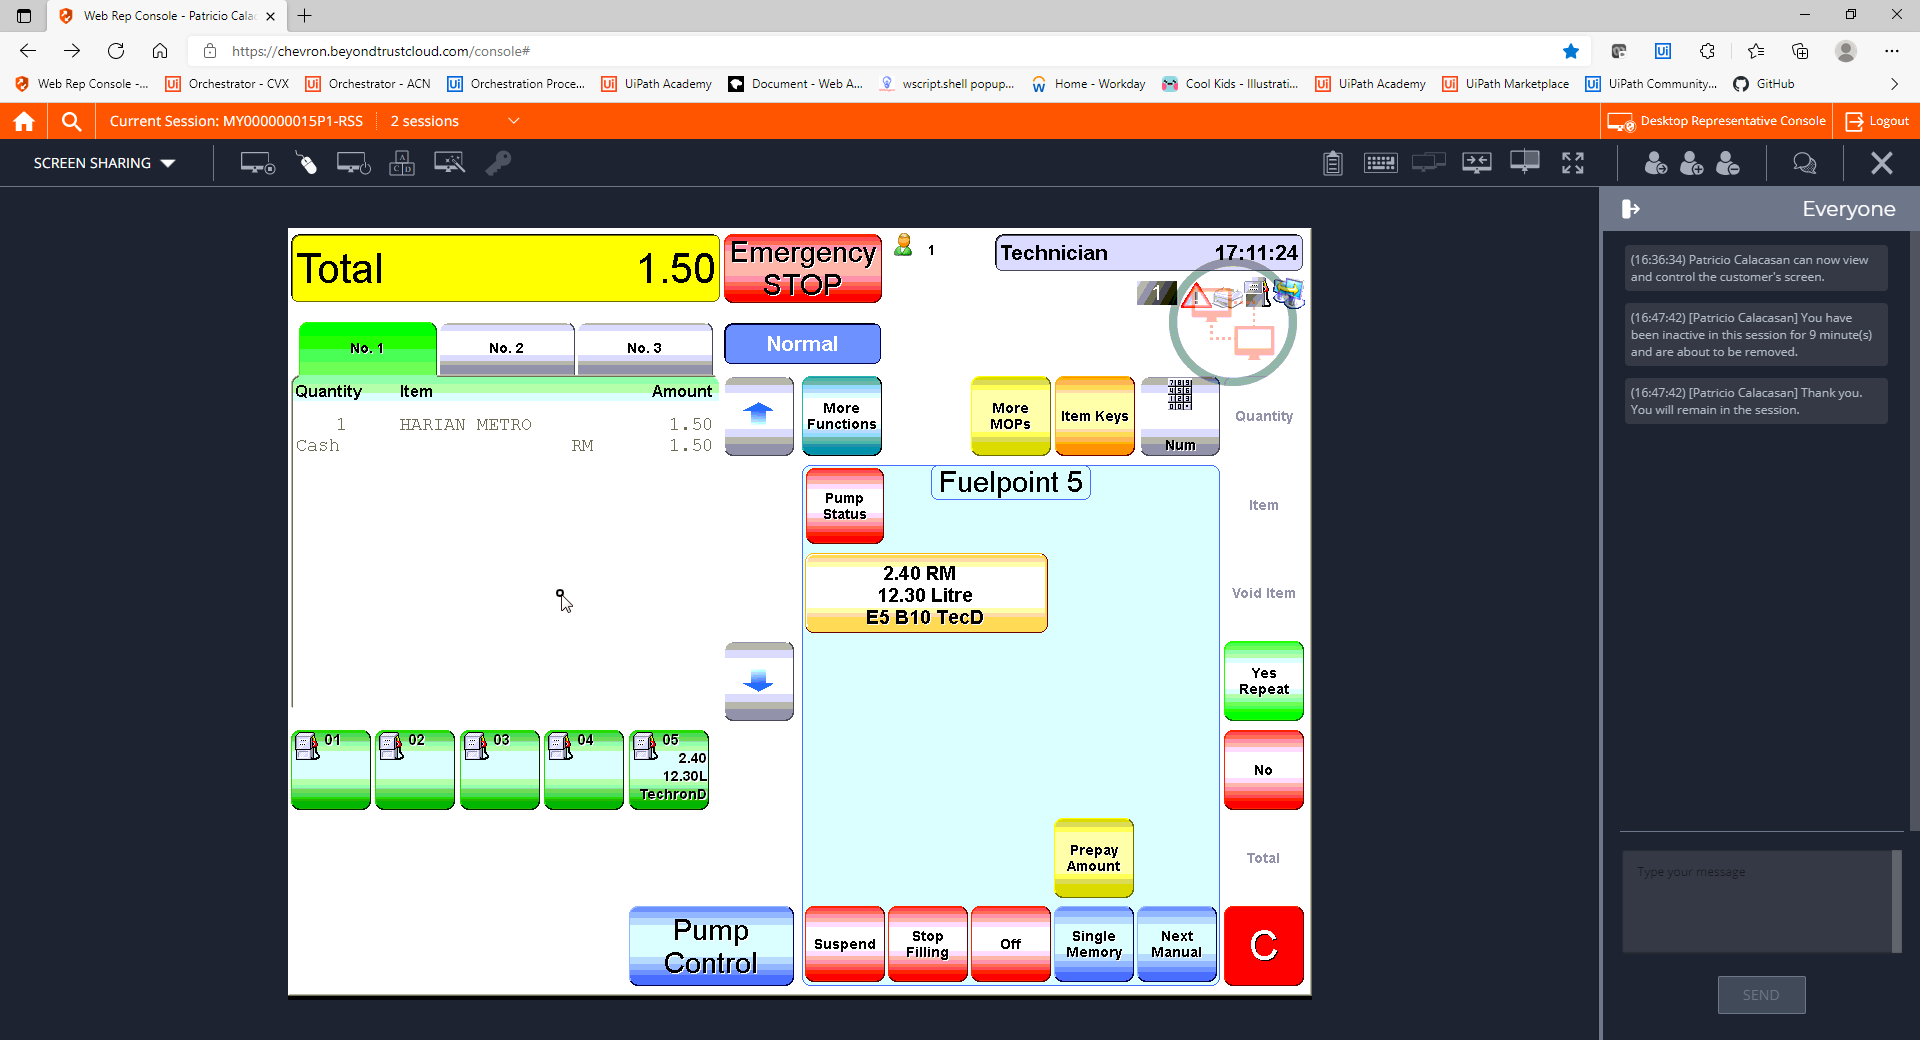 Web Rep Console - Patricio Cala
https://chevron.beyondtrustcloud.com/console#
Web Rep Console -...
Orchestrator - CVX
Orchestrator - ACN
Orchestration Proce...
UiPath Academy
Document - Web A...
wscript.shell popup...
Home - Workday
Cool Kids - Illustrati...
UiPath Academy
UiPath Marketplace
UiPath Community...
GitHub
Current Session: MY000000015P1-RSS
2 sessions
Desktop Representative Console
Logout
SCREEN SHARING
Everyone
(16:36:34) Patricio Calacasan can now view
and control the customer's screen.
(16:47:42) [Patricio Calacasan] You have
been inactive in this session for 9 minute(s)
and are about to be removed.
(16:47:42) [Patricio Calacasan] Thank you.
You will remain in the session.
Type your message
SEND
Total 1.50
Emergency
STOP
1
Technician 17:11:24
1
No. 1
No. 2
No. 3
Normal
Quantity Item Amount
1 HARIAN METRO 1.50
Cash RM 1.50
More
Functions
More
MOPs
Item Keys
Num
Quantity
Fuelpoint 5
Pump
Status
Item
2.40 RM
12.30 Litre
E5 B10 TecD
Void Item
Yes
Repeat
01
02
03
04
05
2.40
12.30L
TechronD
No
Prepay
Amount
Total
Pump
Control
Suspend
Stop
Filling
Off
Single
Memory
Next
Manual
C